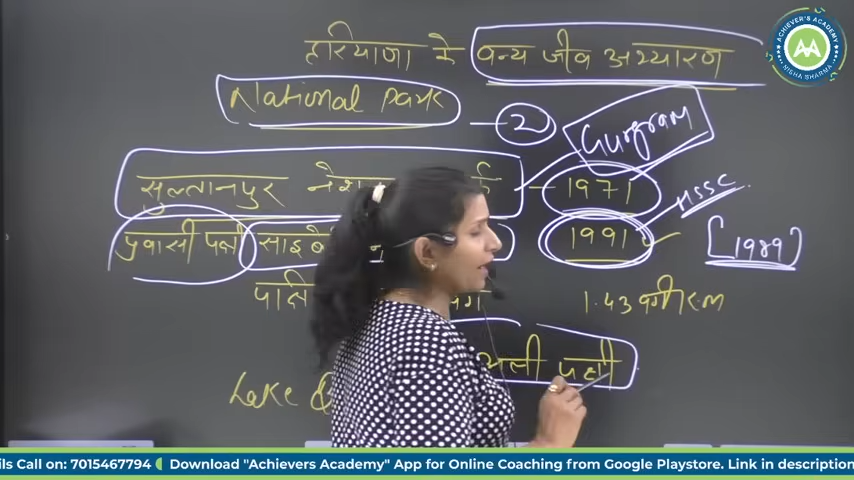 हरियाणा के वन्य जीव अभ्यारण
National Park - 2
Gurgram
सुल्तानपुर - 1971
HSSC
प्रवासी पक्षी 1991 [1989]
1.43 वर्ग k.m
पक्षी
Lake
ACHIEVER'S ACADEMY
NISHA SHARMA
ils Call on: 7015467794 Download "Achievers Academy" App for Online Coaching from Google Playstore. Link in description